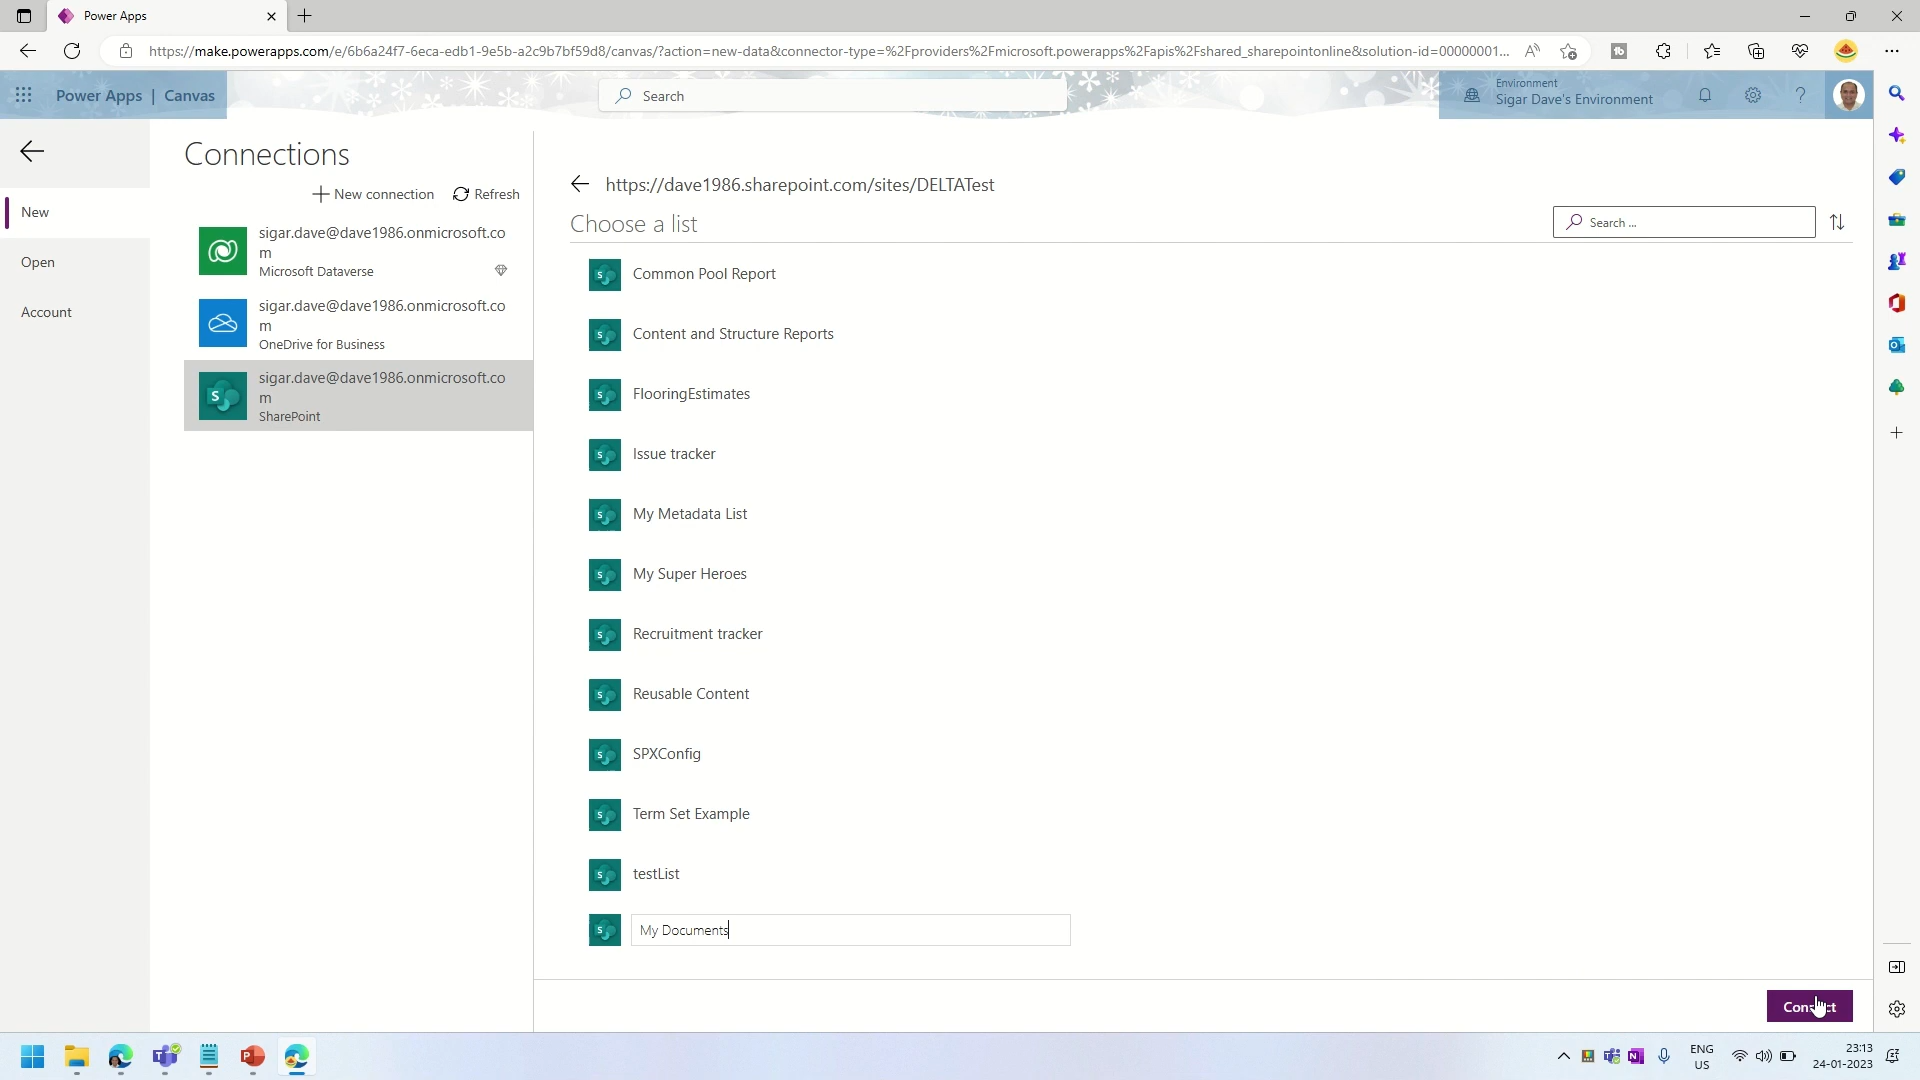 Power Apps
https://make.powerapps.com/e/6b6a24f7-6eca-edb1-9e5b-a2c9b7bf59d8/canvas/?action=new-data&connector-type=%2Fproviders%2Fmicrosoft.powerapps%2Fapis%2Fshared_sharepointonline&solution-id=00000001...
Power Apps | Canvas
Search
Environment
Sigar Dave's Environment
New
Open
Account
Connections
New connection
Refresh
sigar.dave@dave1986.onmicrosoft.co
m
Microsoft Dataverse
sigar.dave@dave1986.onmicrosoft.co
m
OneDrive for Business
sigar.dave@dave1986.onmicrosoft.co
m
SharePoint
https://dave1986.sharepoint.com/sites/DELTATest
Choose a list
Search ...
Common Pool Report
Content and Structure Reports
FlooringEstimates
Issue tracker
My Metadata List
My Super Heroes
Recruitment tracker
Reusable Content
SPXConfig
Term Set Example
testList
My Documents
Connect
ENG
US
23:13
24-01-2023